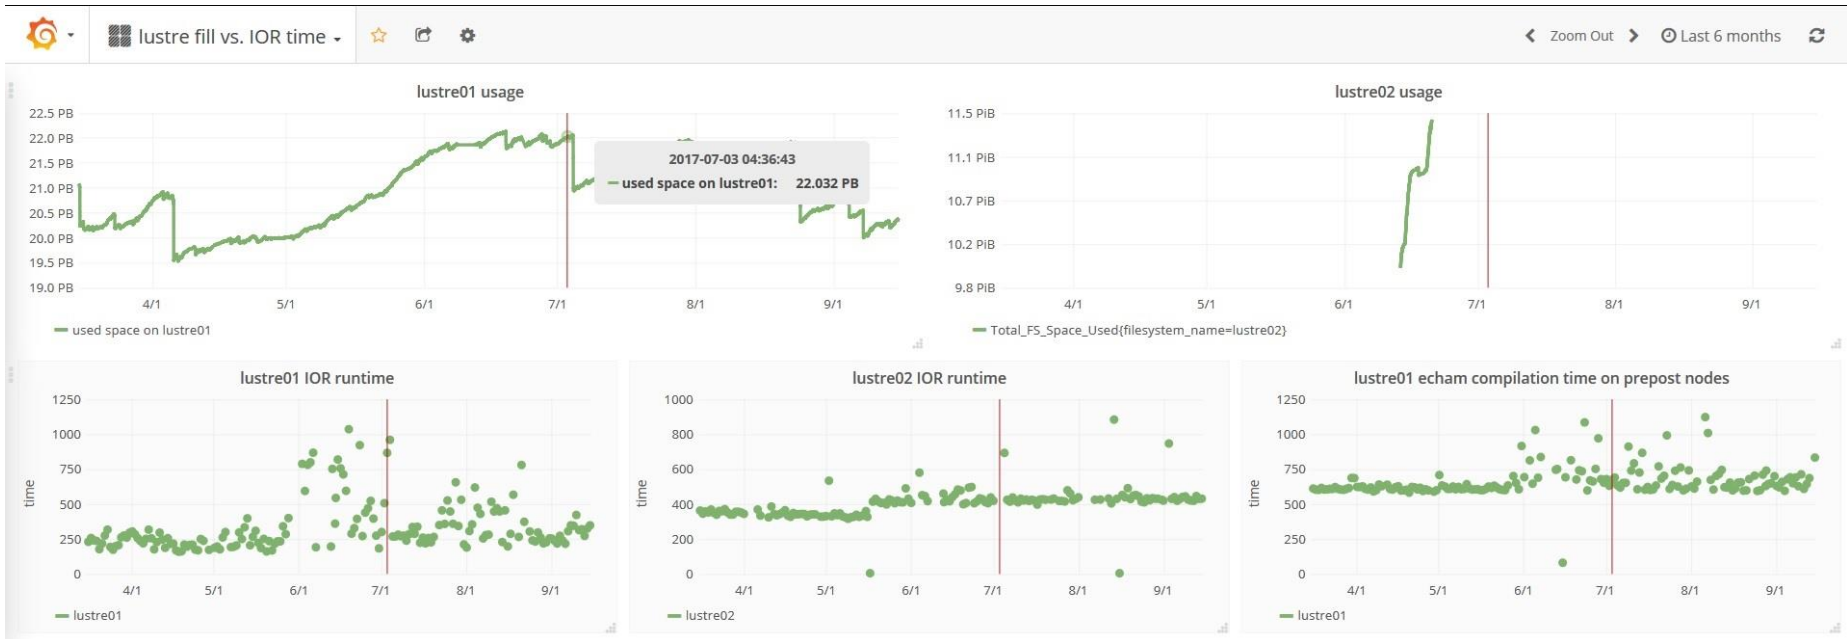 lustre fill vs. IOR time
Zoom Out
Last 6 months
lustre01 usage
22.5 PB
22.0 PB
21.5 PB
21.0 PB
20.5 PB
20.0 PB
19.5 PB
19.0 PB
4/1 5/1 6/1 7/1 8/1 9/1
2017-07-03 04:36:43
used space on lustre01: 22.032 PB
used space on lustre01
lustre02 usage
11.5 PiB
11.1 PiB
10.7 PiB
10.2 PiB
9.8 PiB
4/1 5/1 6/1 7/1 8/1 9/1
Total_FS_Space_Used{filesystem_name=lustre02}
lustre01 IOR runtime
time
1250
1000
750
500
250
0
4/1 5/1 6/1 7/1 8/1 9/1
lustre01
lustre02 IOR runtime
time
1000
800
600
400
200
0
4/1 5/1 6/1 7/1 8/1 9/1
lustre02
lustre01 echam compilation time on prepost nodes
time
1250
1000
750
500
250
0
4/1 5/1 6/1 7/1 8/1 9/1
lustre01